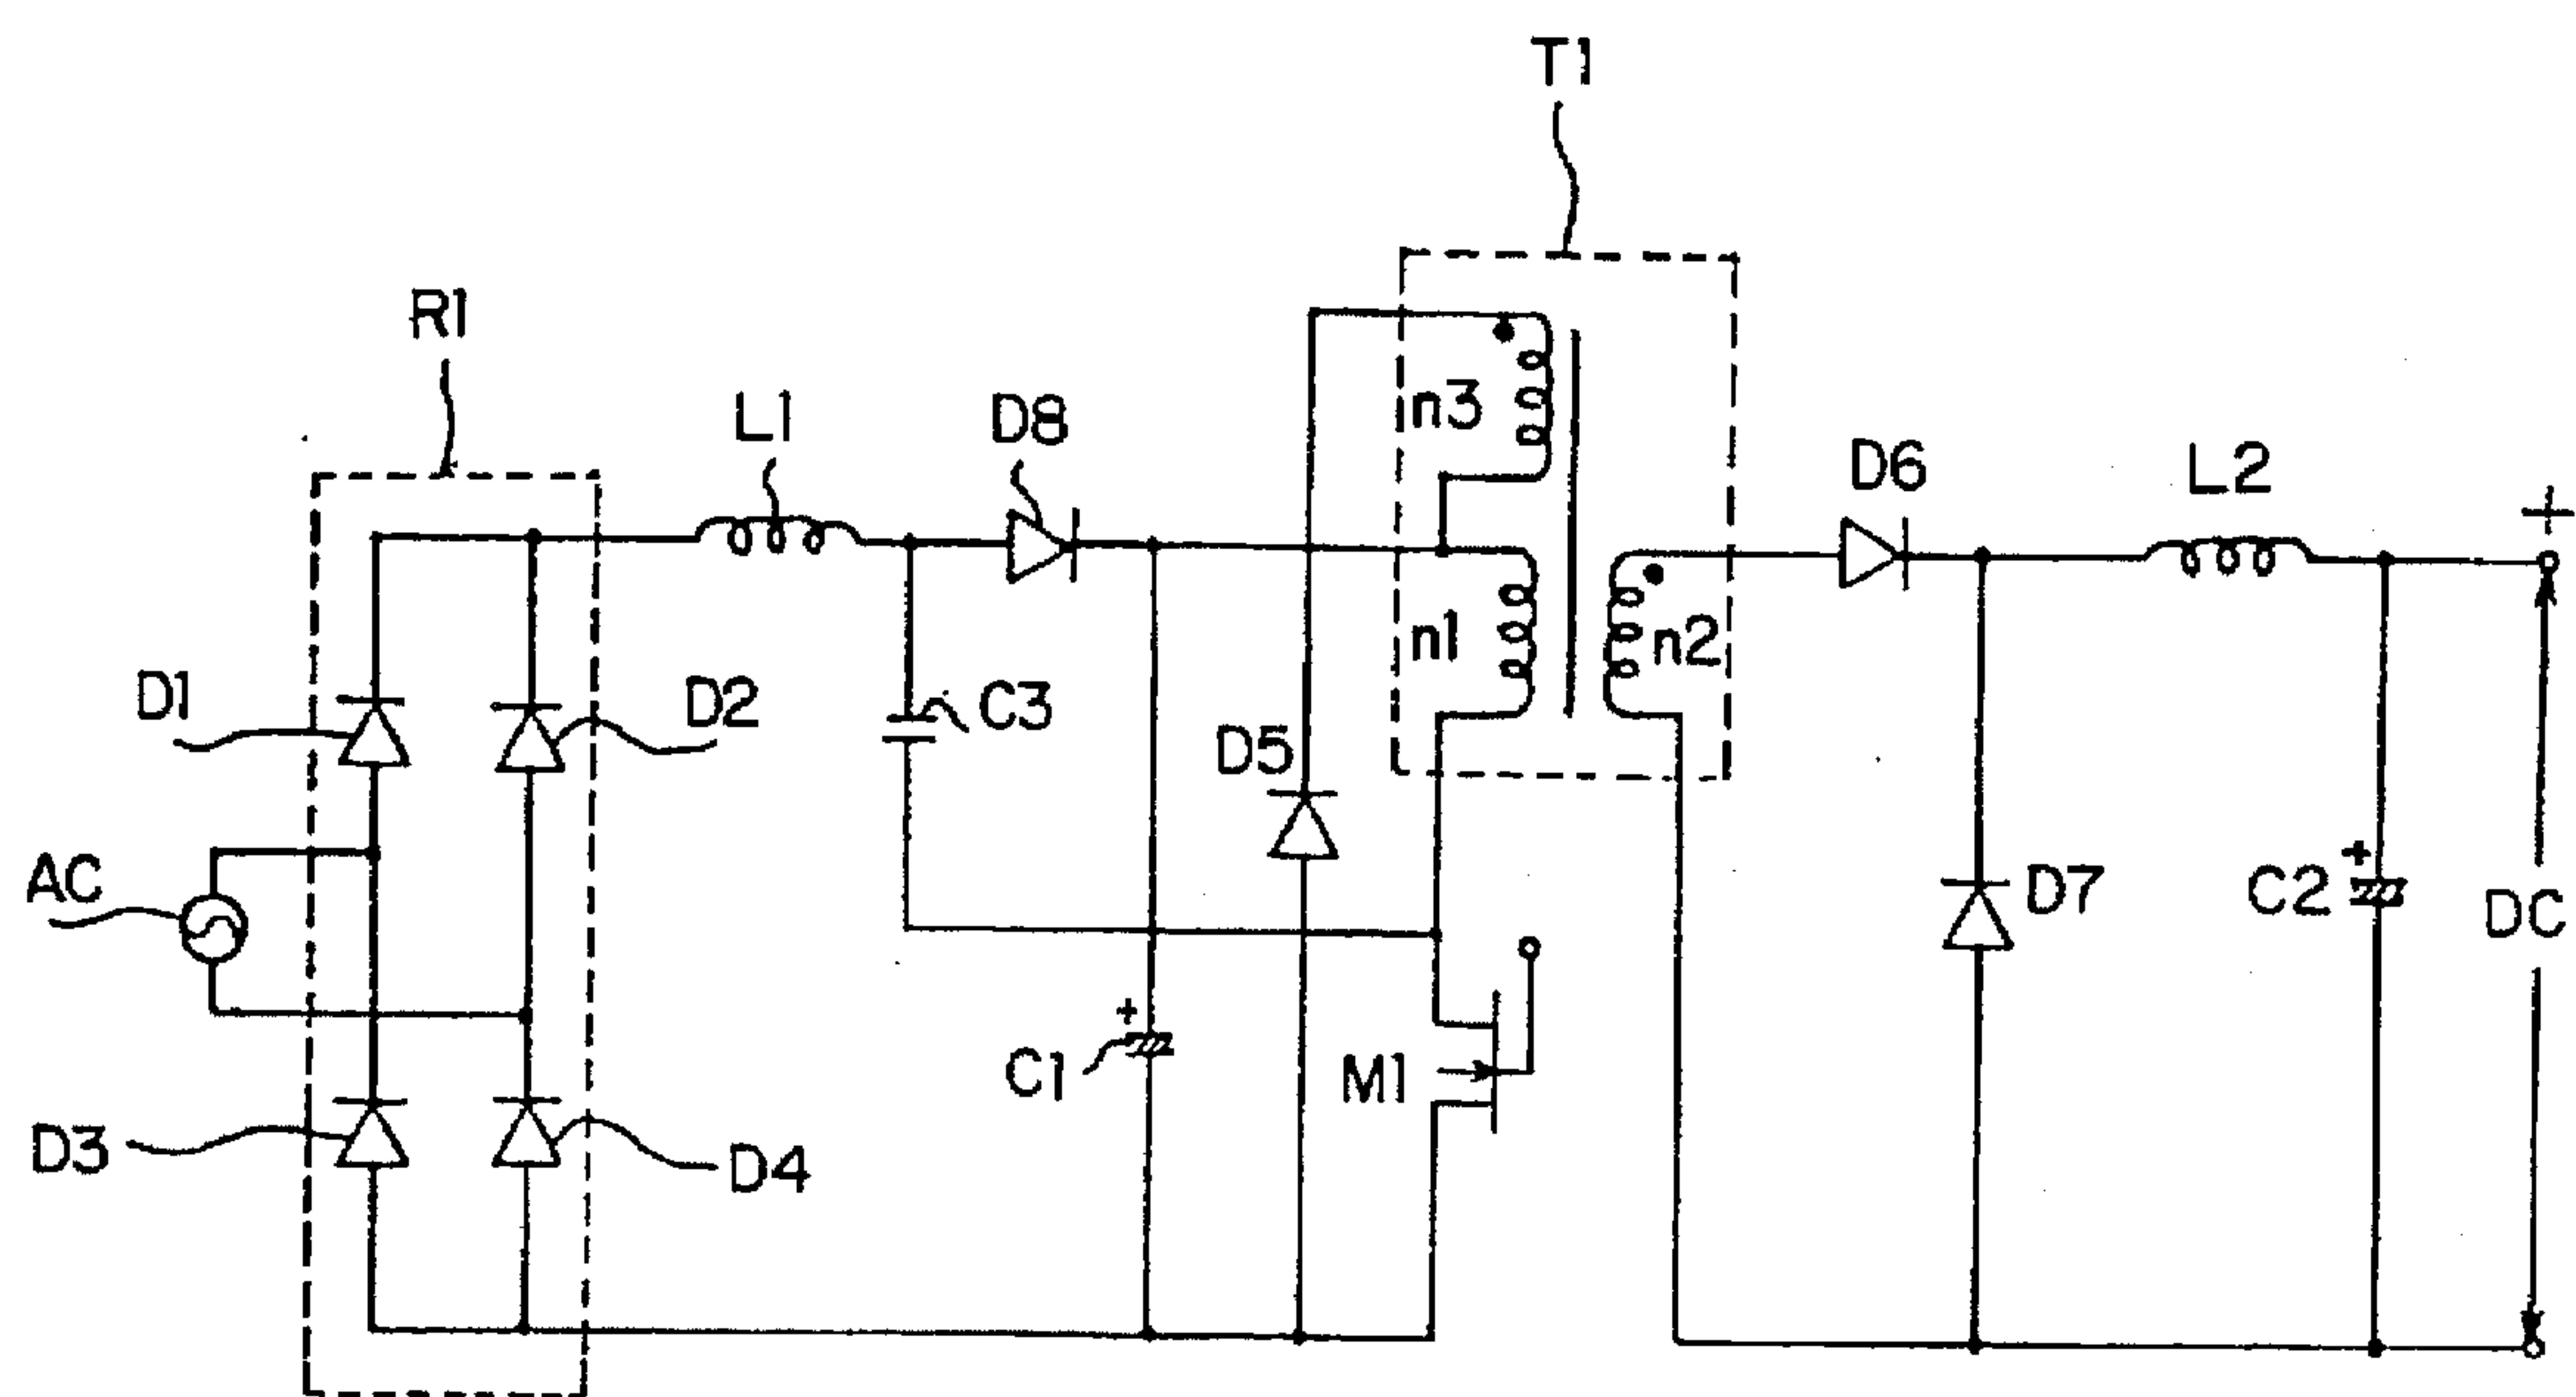 T1
R1
L1
D8
n3
D6
L2
+
n1
n2
D1
D2
C3
D5
AC
+
D7
C2
DC
+
C1
M1
D3
D4